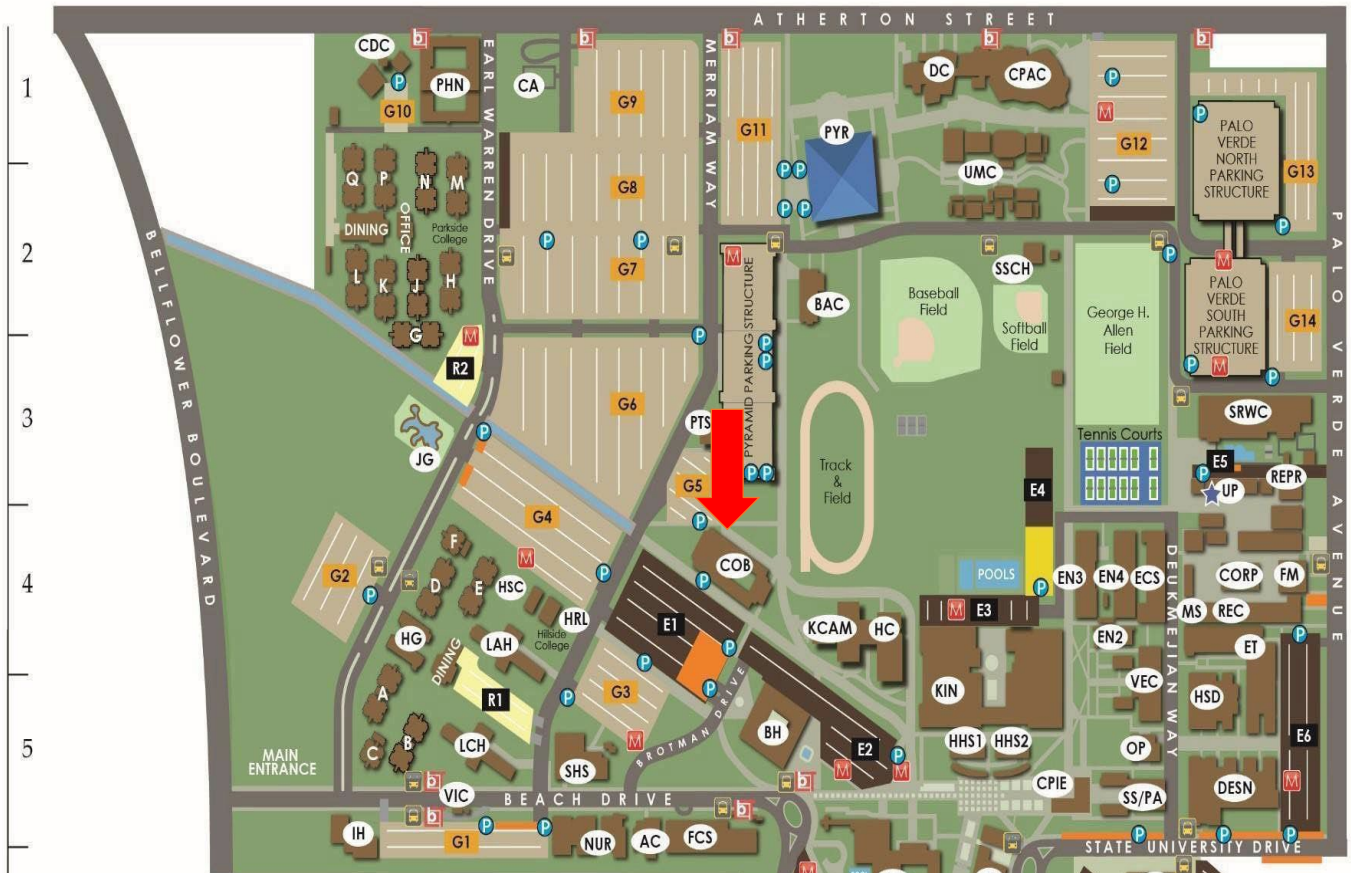 ATHERTON STREET
1
2
3
4
5
CDC
PHN
G10
EARL WARREN DRIVE
CA
G9
MERRIAM WAY
G11
PYR
DC
CPAC
UMC
G12
PALO
VERDE
NORTH
PARKING
STRUCTURE
G13
Q
P
N
M
OFFICE
DINING
Parkside
College
L
K
J
H
G
G8
G7
BELLFLOWER BOULEVARD
PYRAMID PARKING STRUCTURE
BAC
Baseball
Field
SSCH
Softball
Field
George H.
Allen
Field
PALO
VERDE
SOUTH
PARKING
STRUCTURE
G14
PALO VERDE AVENUE
R2
JG
G6
PTS
G5
Track
&
Field
Tennis Courts
SRWC
E5
UP
REPR
E4
G4
G2
F
D
E
HSC
HRL
HG
LAH
Hillside
College
DINING
A
B
C
R1
LCH
E1
COB
G3
BROTMAN DRIVE
KCAM
HC
POOLS
E3
EN3
EN4
ECS
DEUKMEJIAN WAY
CORP
FM
MS
REC
EN2
ET
KIN
VEC
HSD
BH
E2
HHS1
HHS2
OP
E6
SHS
MAIN
ENTRANCE
VIC
BEACH DRIVE
CPIE
SS/PA
DESN
IH
G1
NUR
AC
FCS
STATE UNIVERSITY DRIVE